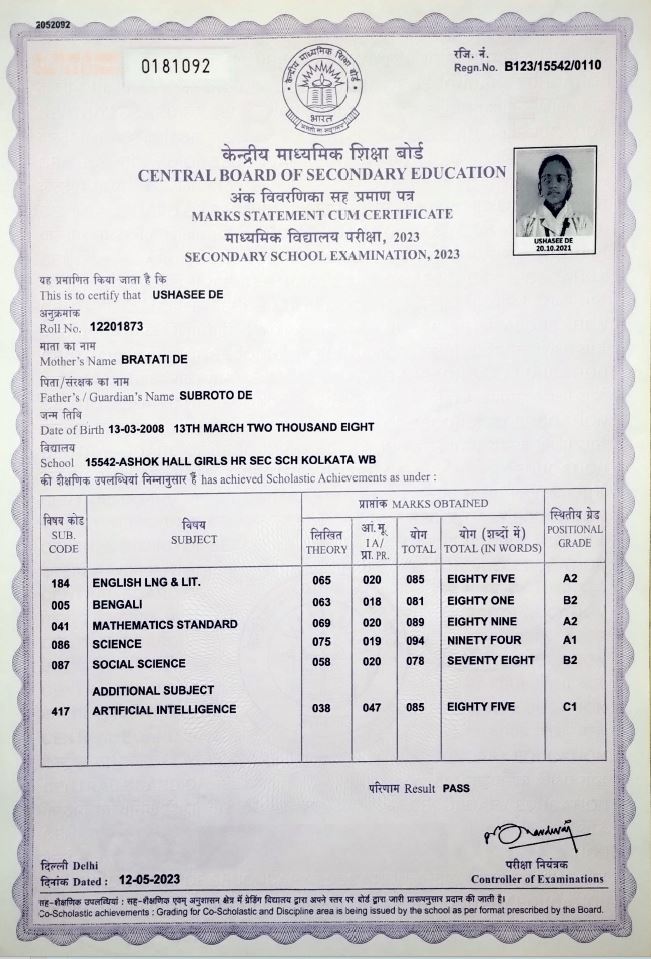 2052092
0181092
केन्द्रीय माध्यमिक शिक्षा बोर्ड
भारत
रजि. नं.
Regn.No. B123/15542/0110
केन्द्रीय माध्यमिक शिक्षा बोर्ड
CENTRAL BOARD OF SECONDARY EDUCATION
अंक विवरणिका सह प्रमाण पत्र
MARKS STATEMENT CUM CERTIFICATE
माध्यमिक विद्यालय परीक्षा, 2023
SECONDARY SCHOOL EXAMINATION, 2023
USHASEE DE
20.10.2021
यह प्रमाणित किया जाता है कि
This is to certify that USHASEE DE
अनुक्रमांक
Roll No. 12201873
माता का नाम
Mother's Name BRATATI DE
पिता/संरक्षक का नाम
Father's / Guardian's Name SUBROTO DE
जन्म तिथि
Date of Birth 13-03-2008 13TH MARCH TWO THOUSAND EIGHT
विद्यालय
School 15542-ASHOK HALL GIRLS HR SEC SCH KOLKATA WB
की शैक्षणिक उपलब्धियां निम्नानुसार हैं has achieved Scholastic Achievements as under :
विषय कोड
SUB.
CODE
विषय
SUBJECT
प्राप्तांक MARKS OBTAINED
लिखित
THEORY
आं.मू.
IA/
प्रा. PR.
योग
TOTAL
योग (शब्दों में)
TOTAL (IN WORDS)
स्थितीय ग्रेड
POSITIONAL
GRADE
184 ENGLISH LNG & LIT. 065 020 085 EIGHTY FIVE A2
005 BENGALI 063 018 081 EIGHTY ONE B2
041 MATHEMATICS STANDARD 069 020 089 EIGHTY NINE A2
086 SCIENCE 075 019 094 NINETY FOUR A1
087 SOCIAL SCIENCE 058 020 078 SEVENTY EIGHT B2
ADDITIONAL SUBJECT
417 ARTIFICIAL INTELLIGENCE 038 047 085 EIGHTY FIVE C1
परिणाम Result PASS
दिल्ली Delhi
दिनांक Dated : 12-05-2023
परीक्षा नियंत्रक
Controller of Examinations
सह-शैक्षणिक उपलब्धियां : सह-शैक्षणिक एवम् अनुशासन क्षेत्र में ग्रेडिंग विद्यालय द्वारा अपने स्तर पर बोर्ड द्वारा जारी प्रारूपनुसार प्रदान की जाती है।
Co-Scholastic achievements : Grading for Co-Scholastic and Discipline area is being issued by the school as per format prescribed by the Board.